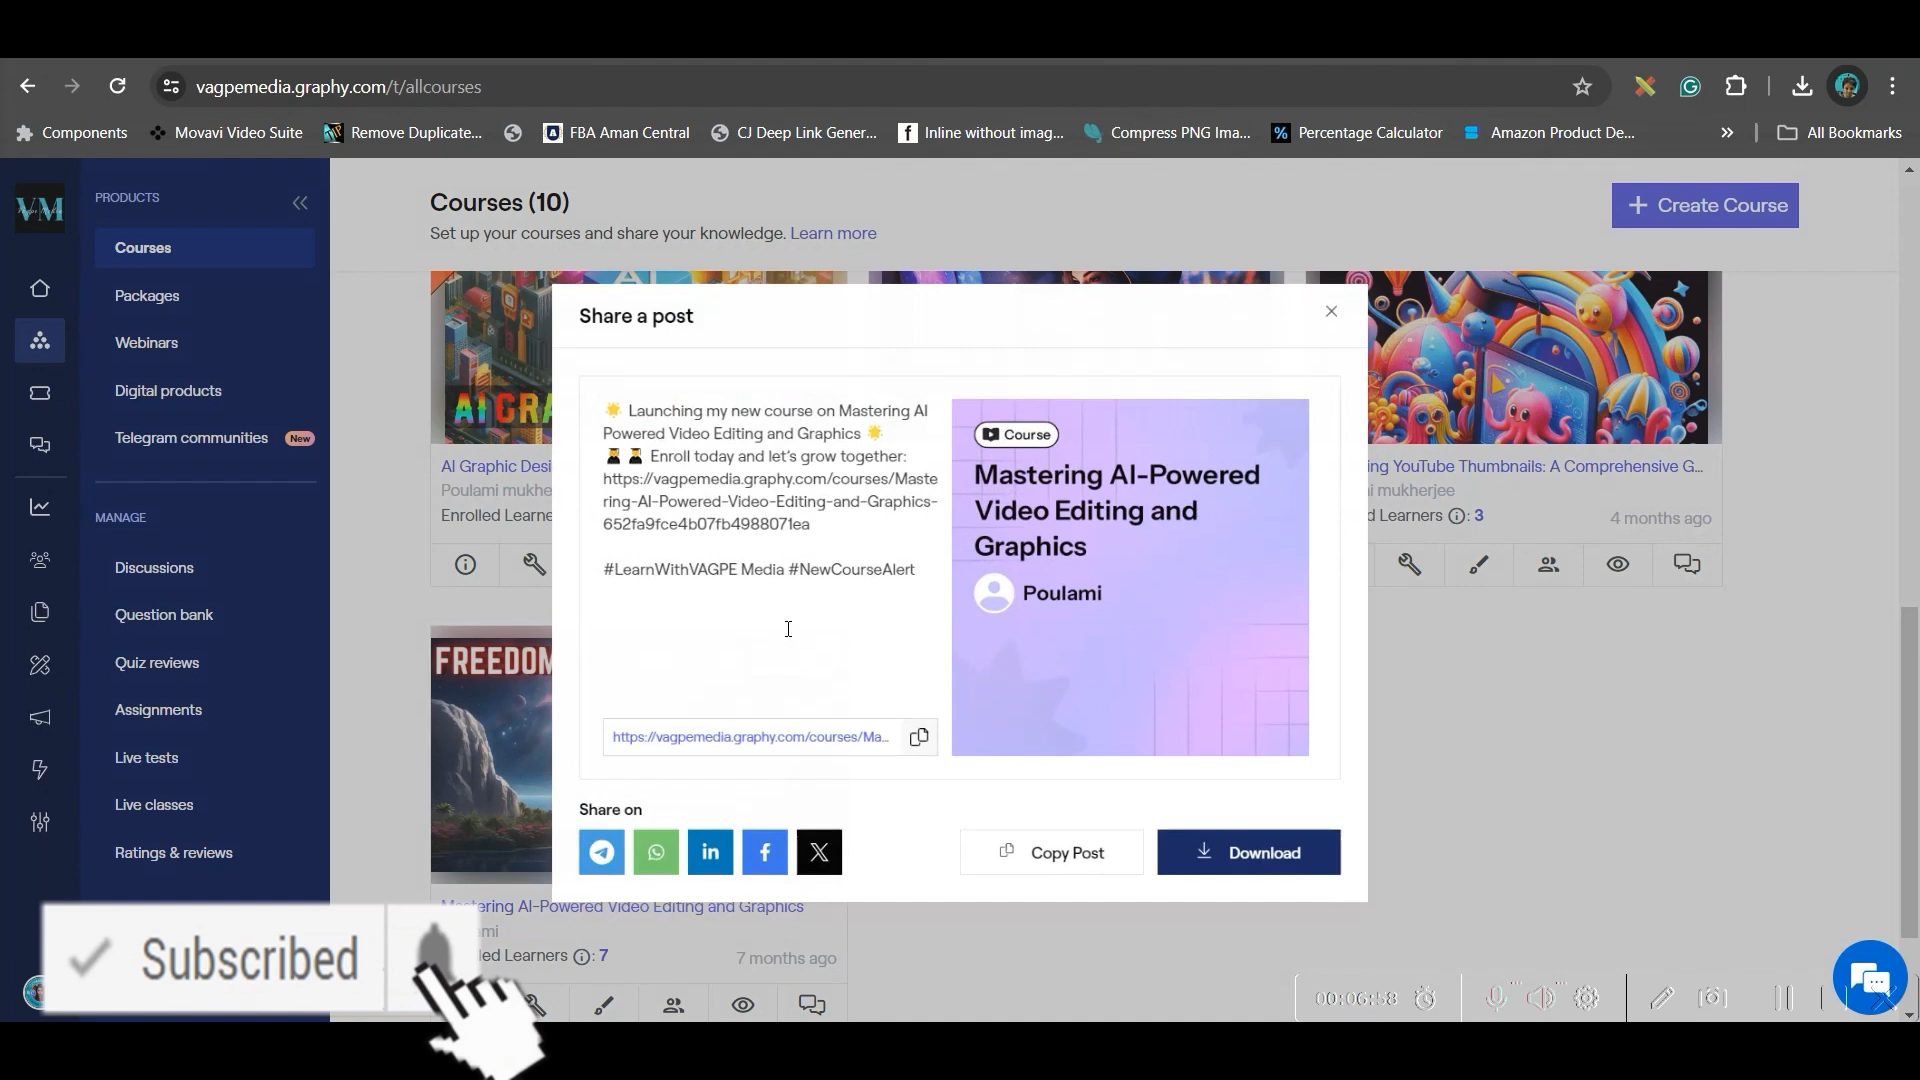 vagpemedia.graphy.com/t/allcourses
Components
Movavi Video Suite
Remove Duplicate...
FBA Aman Central
CJ Deep Link Gener...
Inline without imag...
Compress PNG Ima...
Percentage Calculator
Amazon Product De...
All Bookmarks
VM
PRODUCTS
Courses
Packages
Webinars
Digital products
Telegram communities New
MANAGE
Discussions
Question bank
Quiz reviews
Assignments
Live tests
Live classes
Ratings & reviews
Courses (10)
Set up your courses and share your knowledge. Learn more
+ Create Course
AI GRA
AI Graphic Desi
Poulami mukhe
Enrolled Learne
ing YouTube Thumbnails: A Comprehensive G...
i mukherjee
d Learners : 3
4 months ago
Share a post
🌟 Launching my new course on Mastering AI
Powered Video Editing and Graphics 🌟
👩‍🎓 👨‍🎓 Enroll today and let's grow together:
https://vagpemedia.graphy.com/courses/Maste
ring-AI-Powered-Video-Editing-and-Graphics-
652fa9fce4b07fb4988071ea
#LearnWithVAGPE Media #NewCourseAlert
https://vagpemedia.graphy.com/courses/Ma...
Course
Mastering AI-Powered
Video Editing and
Graphics
Poulami
Share on
Copy Post
Download
FREEDOM
Mastering AI-Powered Video Editing and Graphics
ami
led Learners : 7
7 months ago
Subscribed
00:06:58